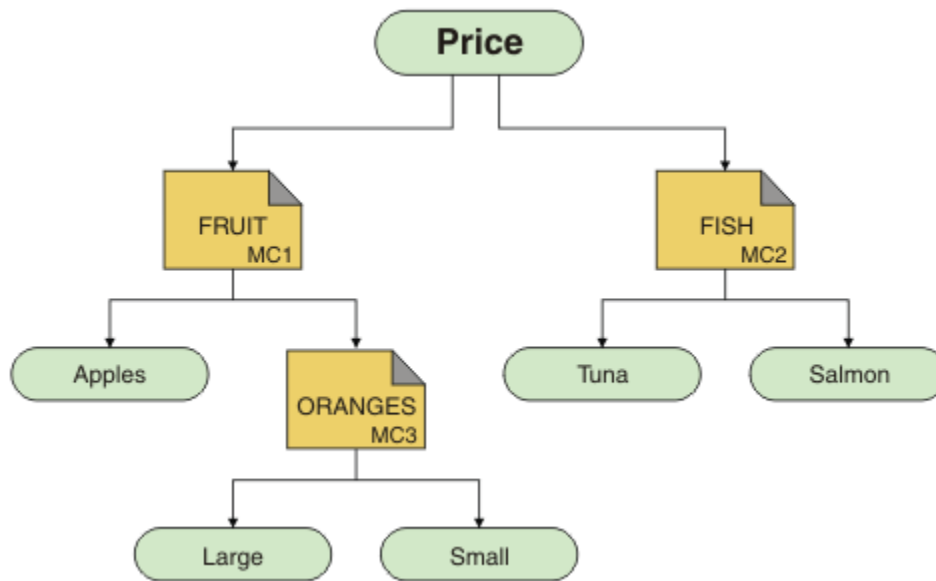 Price
FRUIT
MC1
FISH
MC2
Apples
ORANGES
MC3
Tuna
Salmon
Large
Small